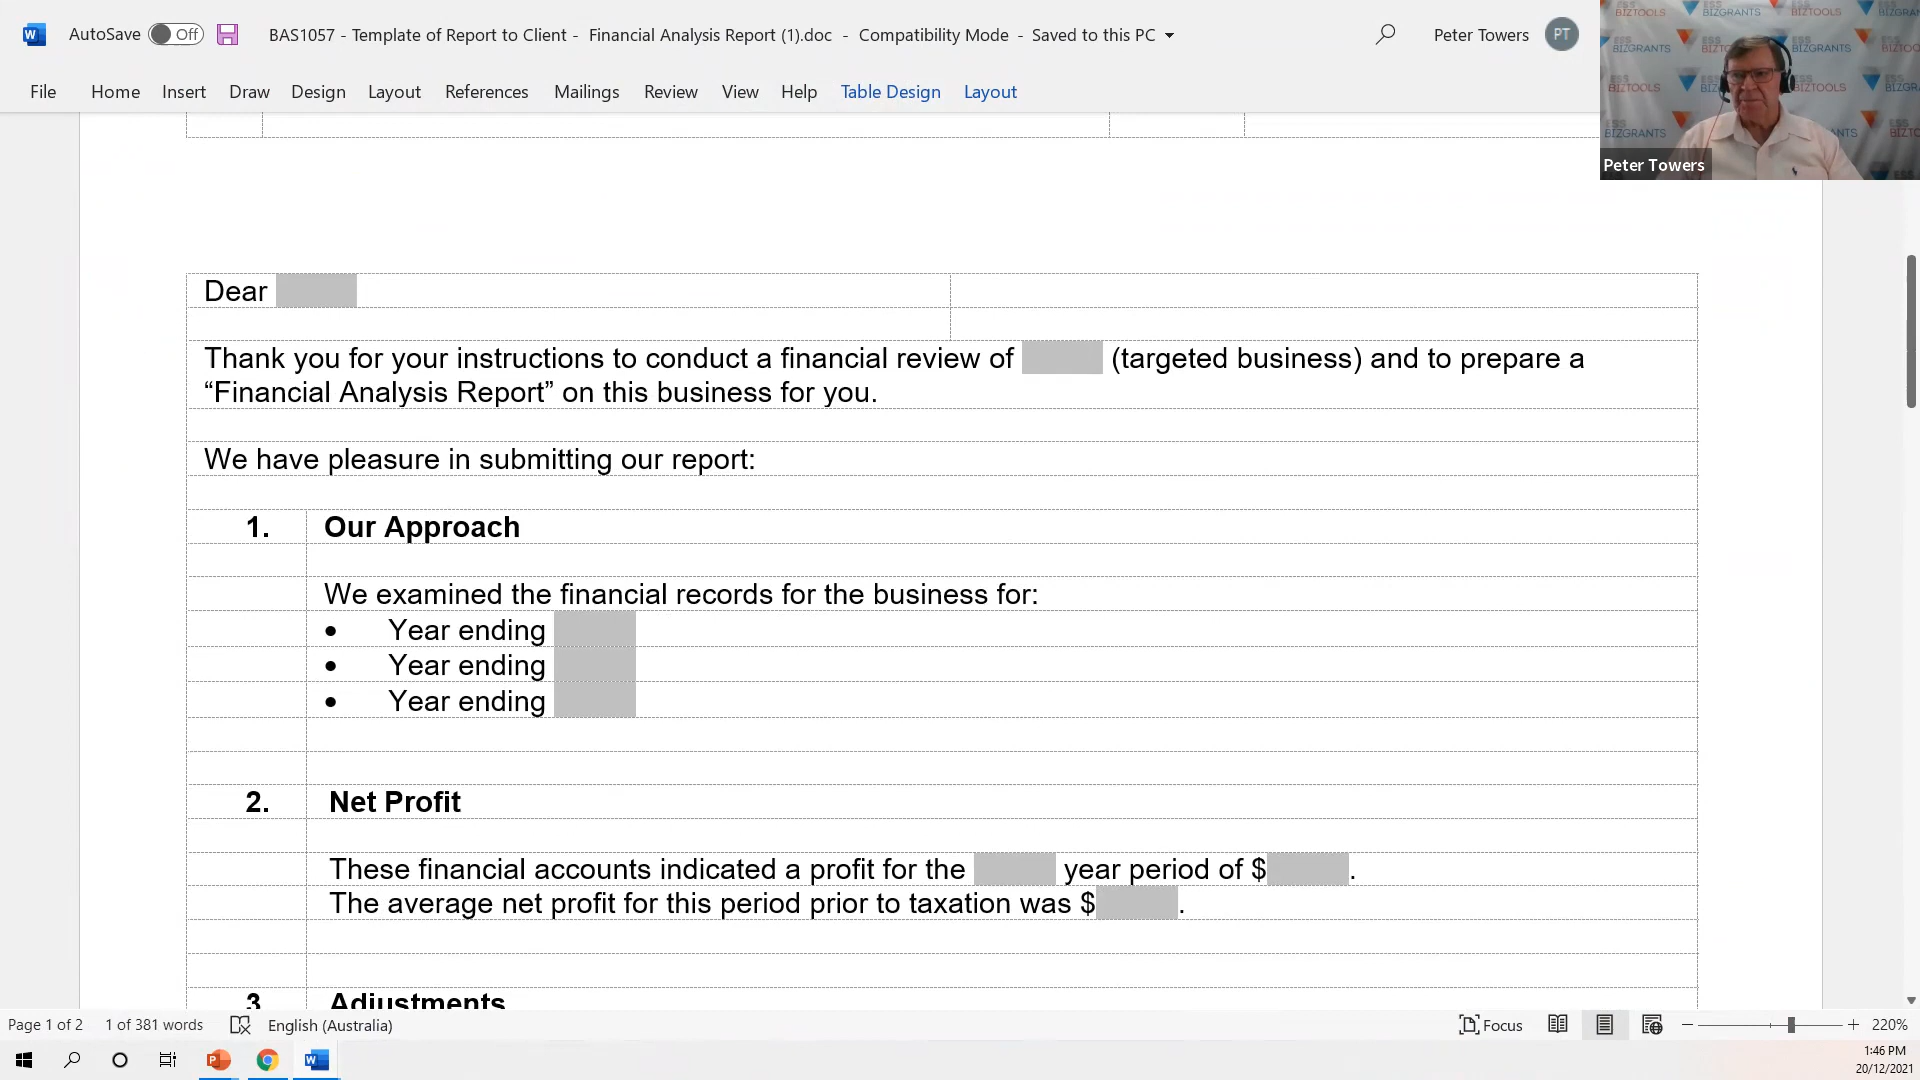 AutoSave Off BAS1057 - Template of Report to Client - Financial Analysis Report (1).doc - Compatibility Mode - Saved to this PC Peter Towers PT
File Home Insert Draw Design Layout References Mailings Review View Help Table Design Layout
ESS BIZTOOLS
BIZGRANTS
Peter Towers
Dear
Thank you for your instructions to conduct a financial review of (targeted business) and to prepare a
“Financial Analysis Report” on this business for you.
We have pleasure in submitting our report:
1. Our Approach
We examined the financial records for the business for:
• Year ending
• Year ending
• Year ending
2. Net Profit
These financial accounts indicated a profit for the year period of $ .
The average net profit for this period prior to taxation was $ .
3 Adjustments
Page 1 of 2 1 of 381 words English (Australia) Focus 220%
1:46 PM
20/12/2021